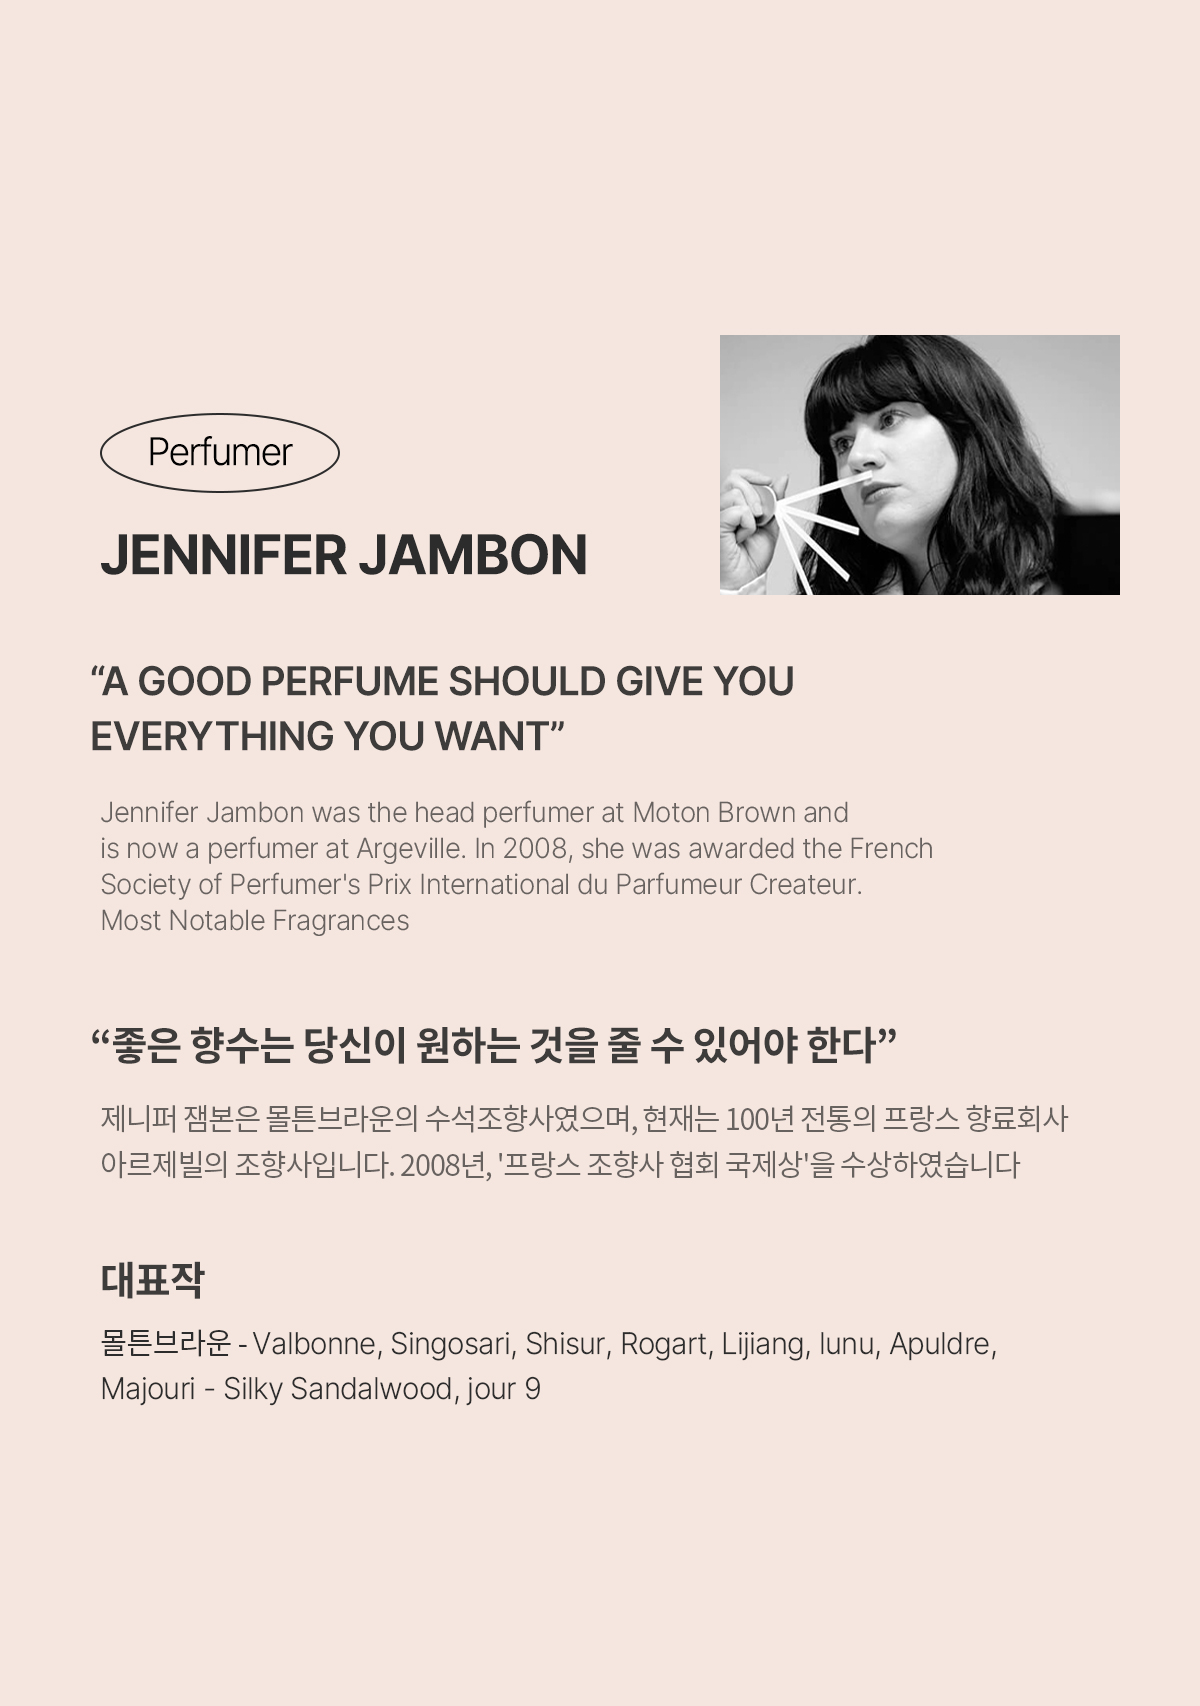 Perfumer
JENNIFER JAMBON
“A GOOD PERFUME SHOULD GIVE YOU
EVERYTHING YOU WANT”
Jennifer Jambon was the head perfumer at Moton Brown and
is now a perfumer at Argeville. In 2008, she was awarded the French
Society of Perfumer's Prix International du Parfumeur Createur.
Most Notable Fragrances
“좋은 향수는 당신이 원하는 것을 줄 수 있어야 한다”
제니퍼 잼본은 몰튼브라운의 수석조향사였으며, 현재는 100년 전통의 프랑스 향료회사
아르제빌의 조향사입니다. 2008년, '프랑스 조향사 협회 국제상'을 수상하였습니다
대표작
몰튼브라운 - Valbonne, Singosari, Shisur, Rogart, Lijiang, lunu, Apuldre,
Majouri - Silky Sandalwood, jour 9